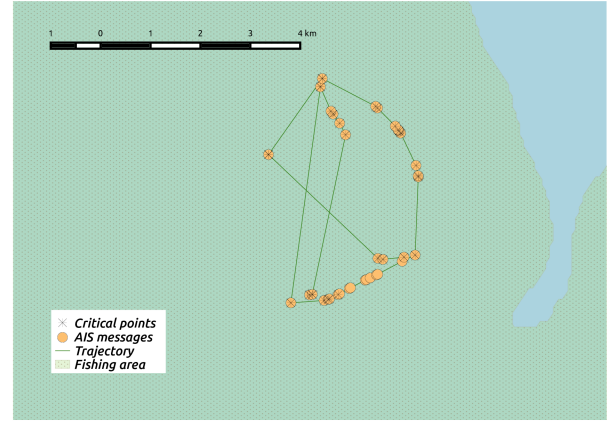 1 0 1 2 3 4 km
Critical points
AIS messages
Trajectory
Fishing area